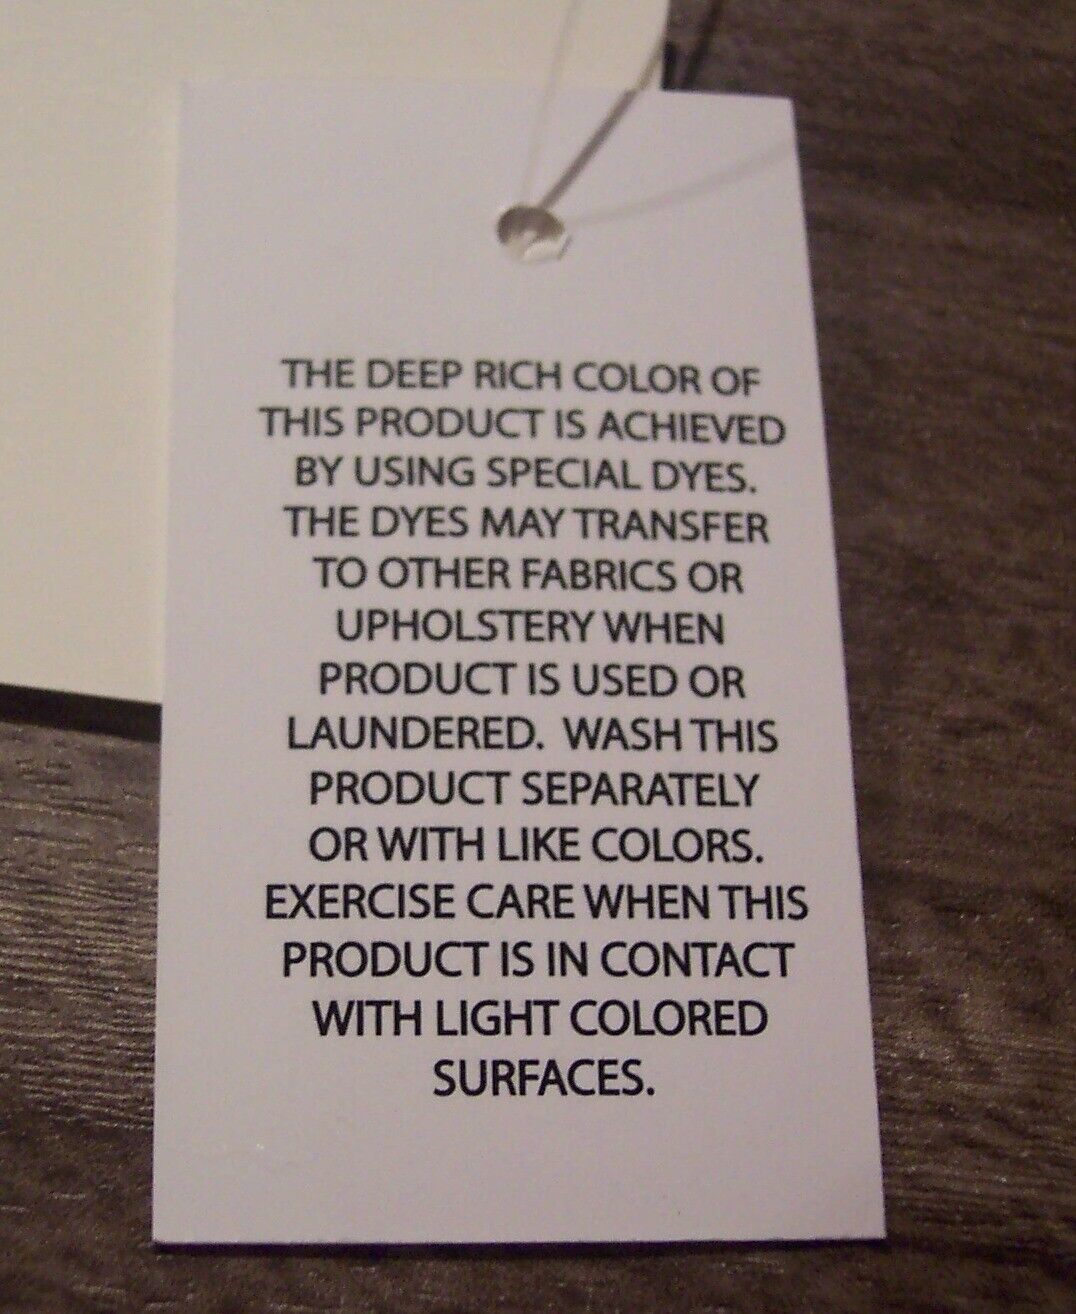 THE DEEP RICH COLOR OF
THIS PRODUCT IS ACHIEVED
BY USING SPECIAL DYES.
THE DYES MAY TRANSFER
TO OTHER FABRICS OR
UPHOLSTERY WHEN
PRODUCT IS USED OR
LAUNDERED. WASH THIS
PRODUCT SEPARATELY
OR WITH LIKE COLORS.
EXERCISE CARE WHEN THIS
PRODUCT IS IN CONTACT
WITH LIGHT COLORED
SURFACES.